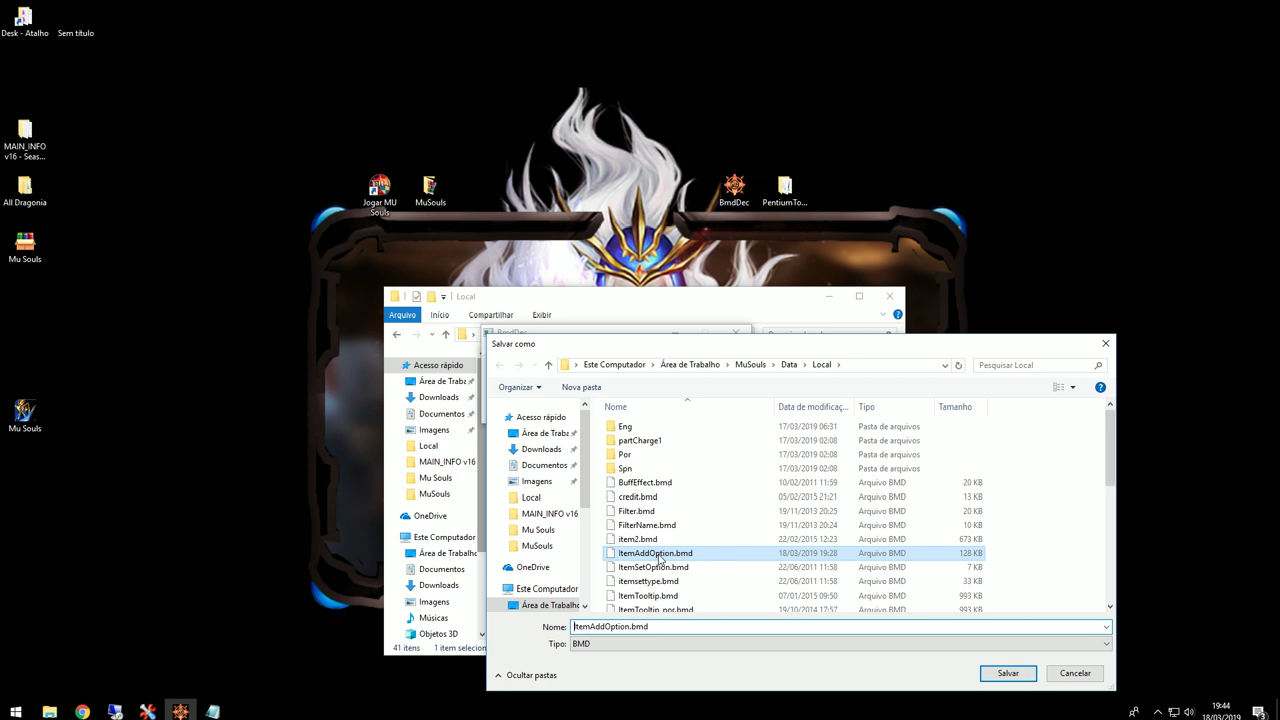 Desk - Atalho
Sem título
MAIN_INFO
v16 - Seas...
All Dragonia
Mu Souls
Mu Souls
Jogar MU
Souls
MuSouls
BmdDec
PentiumTo...
Local
Arquivo
Início
Compartilhar
Exibir
BmdDec
Acesso rápido
Área de Traba
Downloads
Documentos
Imagens
Local
MAIN_INFO v16
Mu Souls
MuSouls
OneDrive
Este Computador
Área de Trabalho
Documentos
Downloads
Imagens
Músicas
Objetos 3D
41 itens
1 item selecion
Salvar como
Este Computador > Área de Trabalho > MuSouls > Data > Local >
Pesquisar Local
Organizar
Nova pasta
Acesso rápido
Área de Traba
Downloads
Documentos
Imagens
Local
MAIN_INFO v16
Mu Souls
MuSouls
OneDrive
Este Computador
Área de Trabalho
Nome Data de modificaç... Tipo Tamanho
Eng 17/03/2019 06:31 Pasta de arquivos
partCharge1 17/03/2019 02:08 Pasta de arquivos
Por 17/03/2019 02:08 Pasta de arquivos
Spn 17/03/2019 02:08 Pasta de arquivos
BuffEffect.bmd 10/02/2011 11:59 Arquivo BMD 20 KB
credit.bmd 05/02/2015 21:21 Arquivo BMD 13 KB
Filter.bmd 19/11/2013 20:25 Arquivo BMD 20 KB
FilterName.bmd 19/11/2013 20:24 Arquivo BMD 10 KB
item2.bmd 22/02/2015 12:23 Arquivo BMD 673 KB
ItemAddOption.bmd 18/03/2019 19:28 Arquivo BMD 128 KB
ItemSetOption.bmd 22/06/2011 11:58 Arquivo BMD 7 KB
itemsettype.bmd 22/06/2011 11:58 Arquivo BMD 33 KB
ItemTooltip.bmd 07/01/2015 09:50 Arquivo BMD 993 KB
ItemTooltip_por.bmd 19/10/2014 17:57 Arquivo BMD 993 KB
Nome: ItemAddOption.bmd
Tipo: BMD
Ocultar pastas
Salvar
Cancelar
19:44
18/03/2019